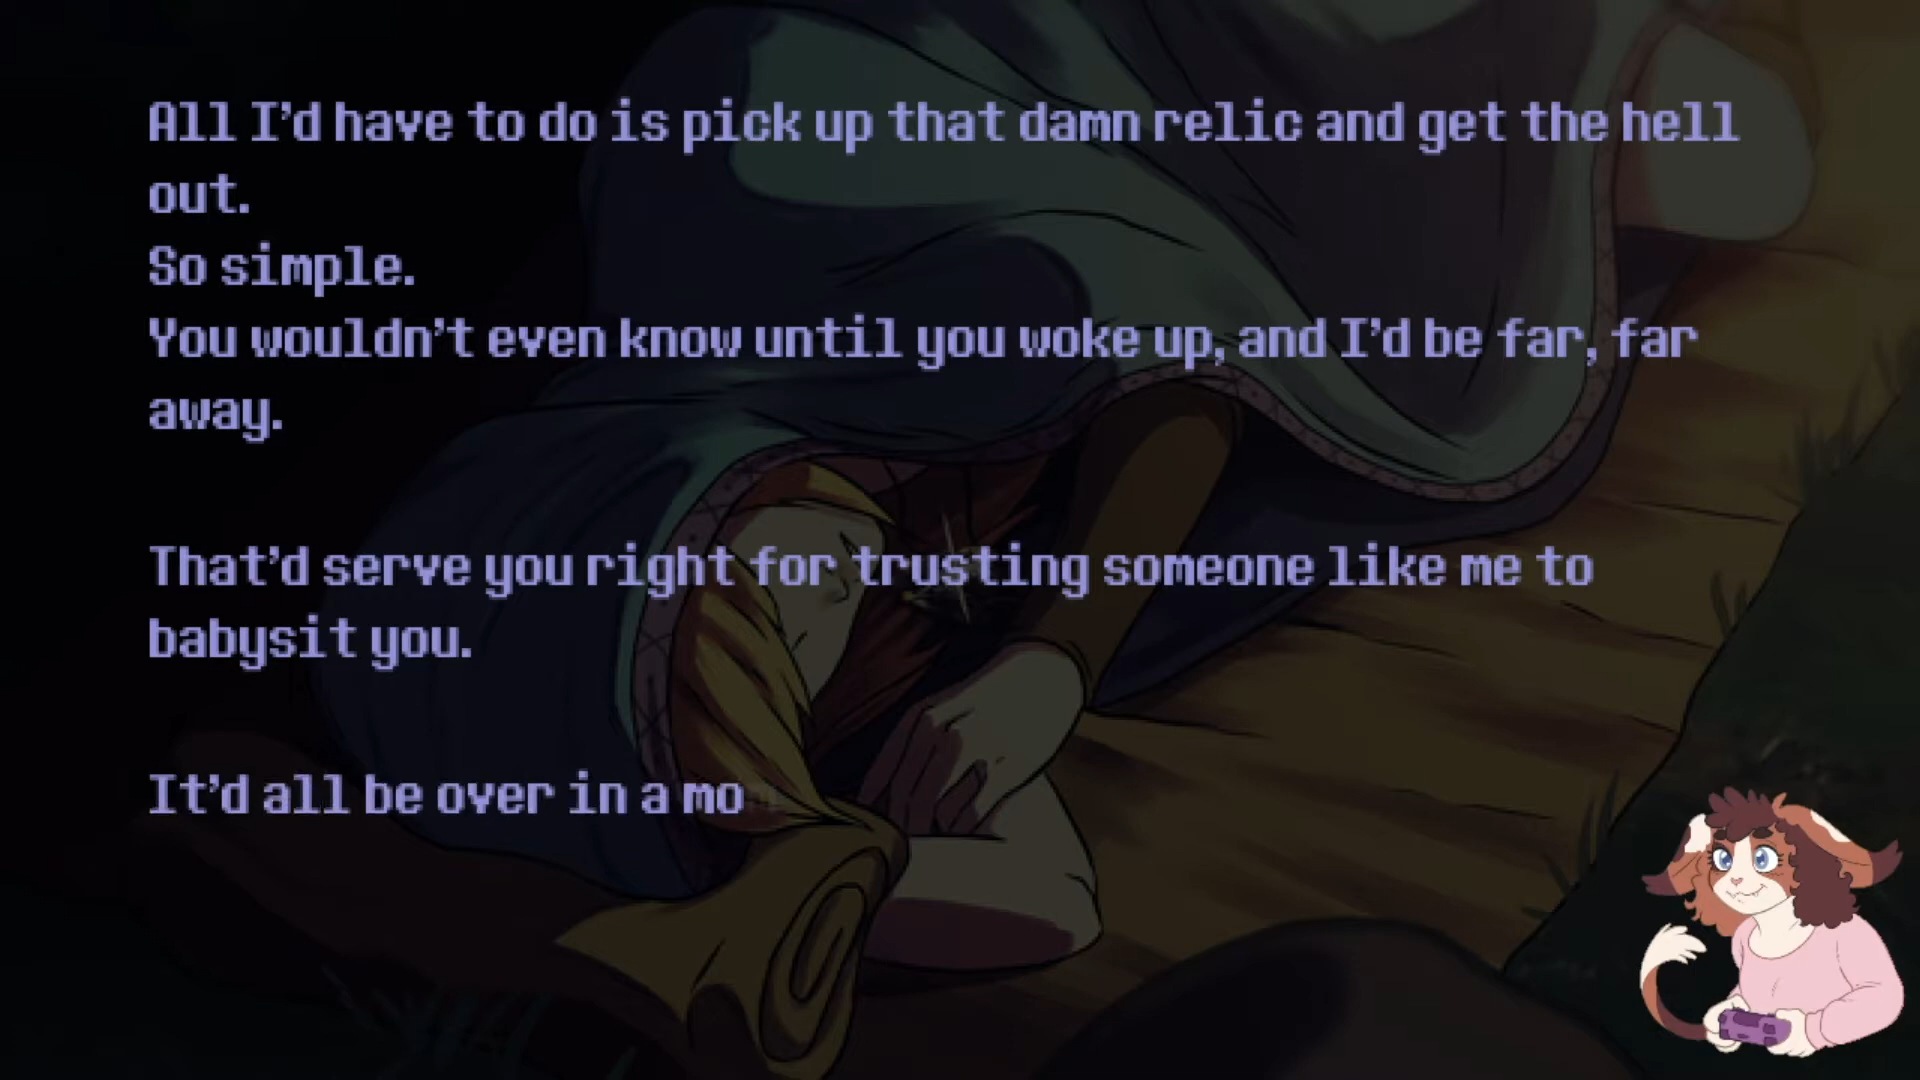 All I'd have to do is pick up that damn relic and get the hell
out.
So simple.
You wouldn't even know until you woke up, and I'd be far, far
away.
That'd serve you right for trusting someone like me to
babysit you.
It'd all be over in a mo